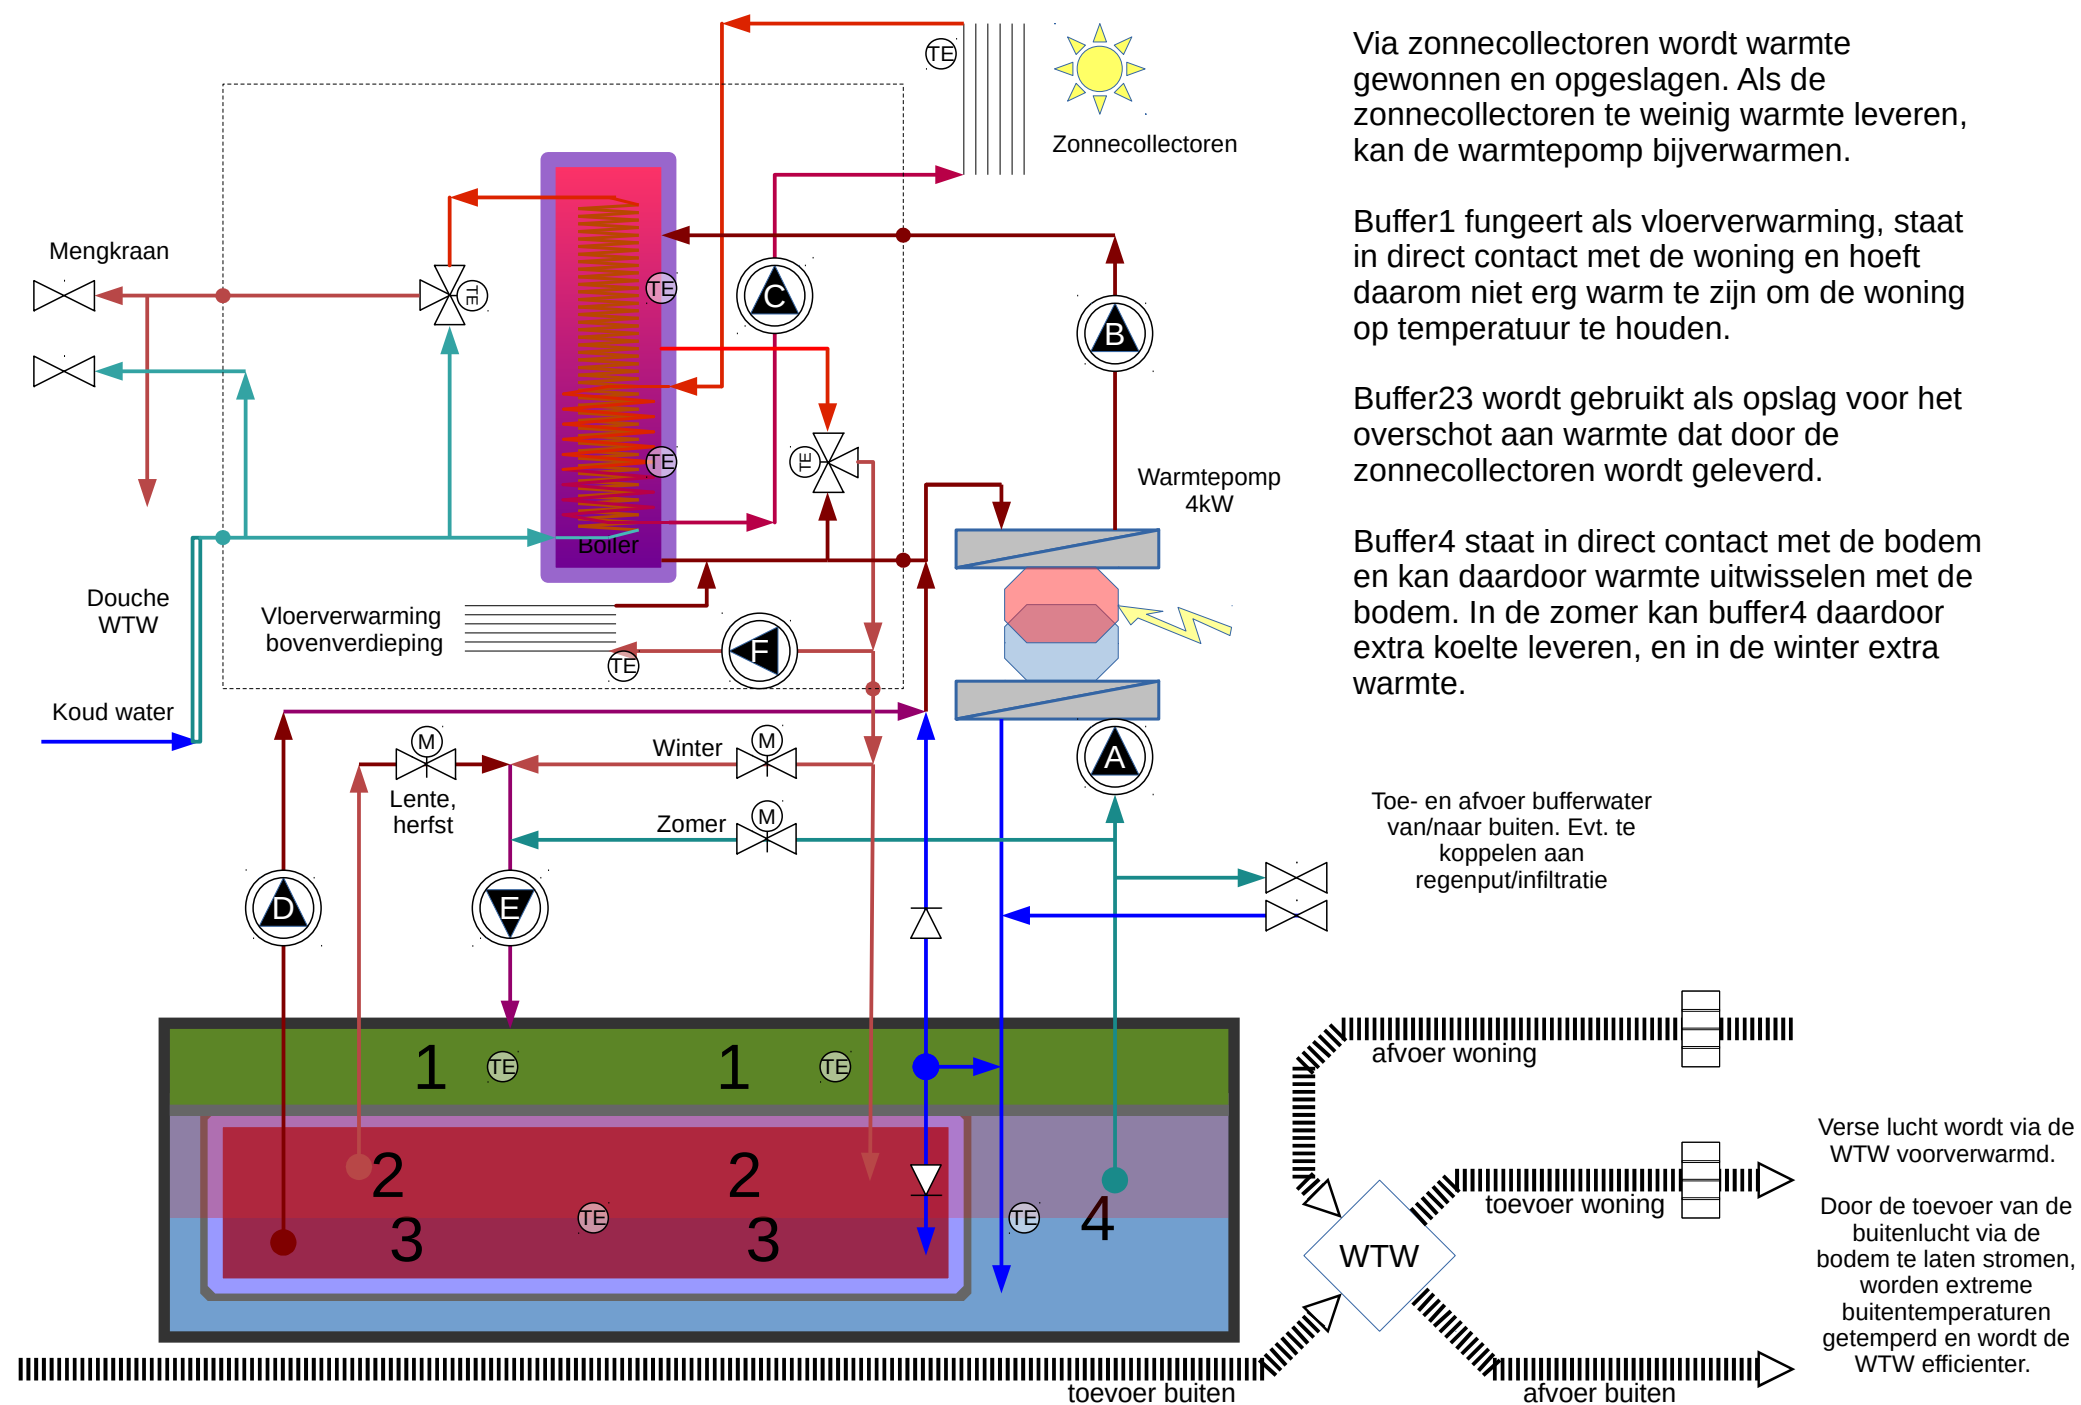 Via zonnecollectoren wordt warmte
gewonnen en opgeslagen. Als de
zonnecollectoren te weinig warmte leveren,
kan de warmtepomp bijverwarmen.
Buffer1 fungeert als vloerverwarming, staat
in direct contact met de woning en hoeft
daarom niet erg warm te zijn om de woning
op temperatuur te houden.
Buffer23 wordt gebruikt als opslag voor het
overschot aan warmte dat door de
zonnecollectoren wordt geleverd.
Buffer4 staat in direct contact met de bodem
en kan daardoor warmte uitwisselen met de
bodem. In de zomer kan buffer4 daardoor
extra koelte leveren, en in de winter extra
warmte.
TE
Zonnecollectoren
Mengkraan
TE
TE
C
B
TE
TE
Warmtepomp
4kW
Boiler
Douche
WTW
Vloerverwarming
bovenverdieping
F
TE
Koud water
M
Winter
M
A
Lente,
herfst
Zomer
M
Toe- en afvoer bufferwater
van/naar buiten. Evt. te
koppelen aan
regenput/infiltratie
D
E
1
TE
1
TE
2
2
3
TE
3
TE
4
afvoer woning
toevoer woning
WTW
toevoer buiten
afvoer buiten
Verse lucht wordt via de
WTW voorverwarmd.
Door de toevoer van de
buitenlucht via de
bodem te laten stromen,
worden extreme
buitentemperaturen
getemperd en wordt de
WTW efficienter.